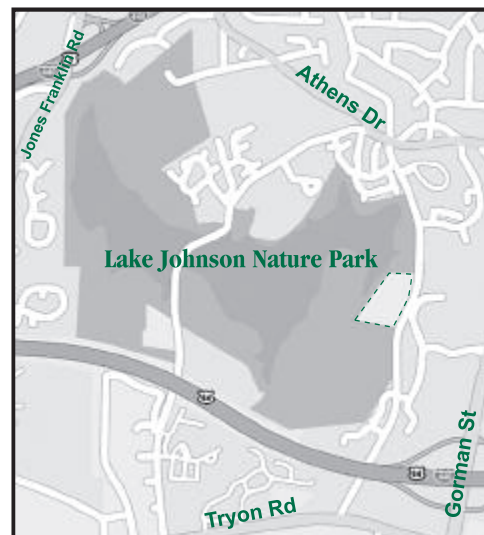 Jones Franklin Rd
Athens Dr
Lake Johnson Nature Park
Gorman St
Tryon Rd